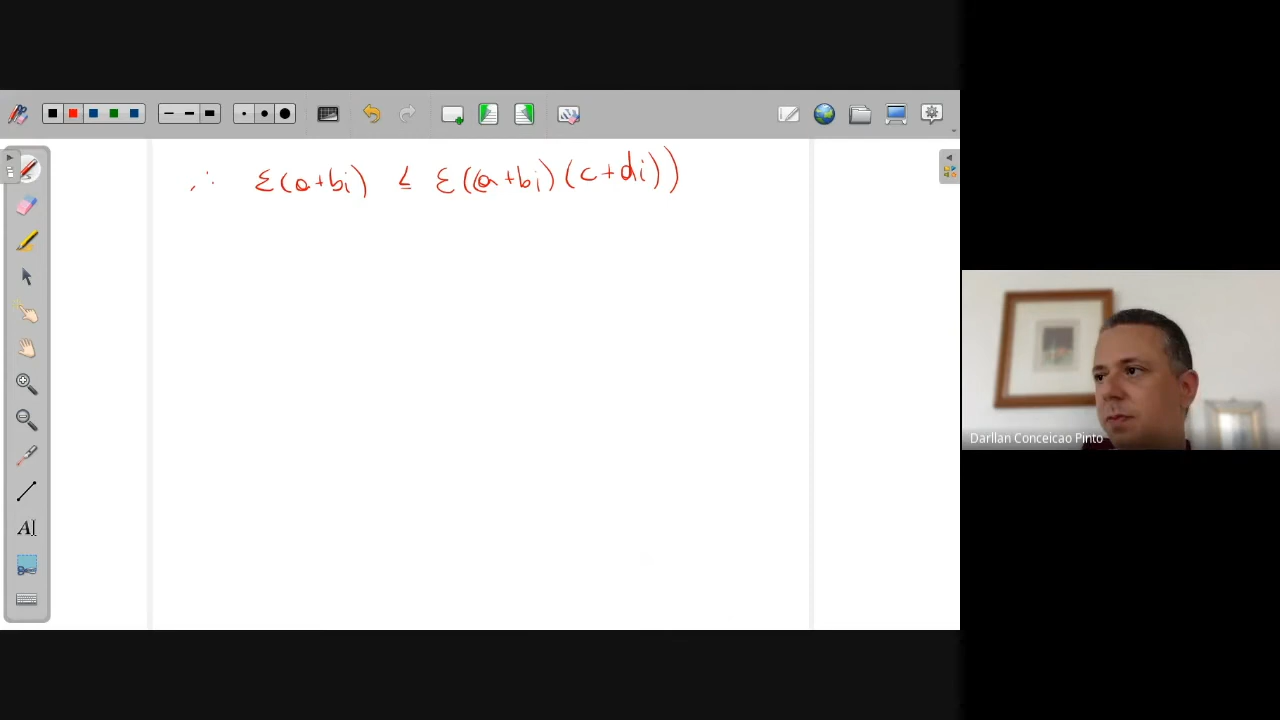 ∴ ε(a+bi) ≤ ε((a+bi)(c+di))
Darllan Conceicao Pinto